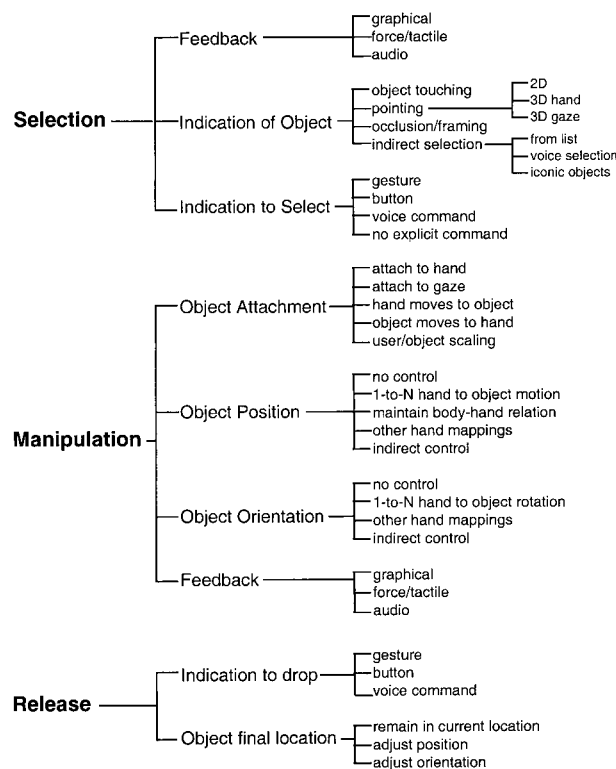 Selection
Feedback
graphical
force/tactile
audio
Indication of Object
object touching
pointing
2D
3D hand
3D gaze
occlusion/framing
indirect selection
from list
voice selection
iconic objects
Indication to Select
gesture
button
voice command
no explicit command
Manipulation
Object Attachment
attach to hand
attach to gaze
hand moves to object
object moves to hand
user/object scaling
Object Position
no control
1-to-N hand to object motion
maintain body-hand relation
other hand mappings
indirect control
Object Orientation
no control
1-to-N hand to object rotation
other hand mappings
indirect control
Feedback
graphical
force/tactile
audio
Release
Indication to drop
gesture
button
voice command
Object final location
remain in current location
adjust position
adjust orientation